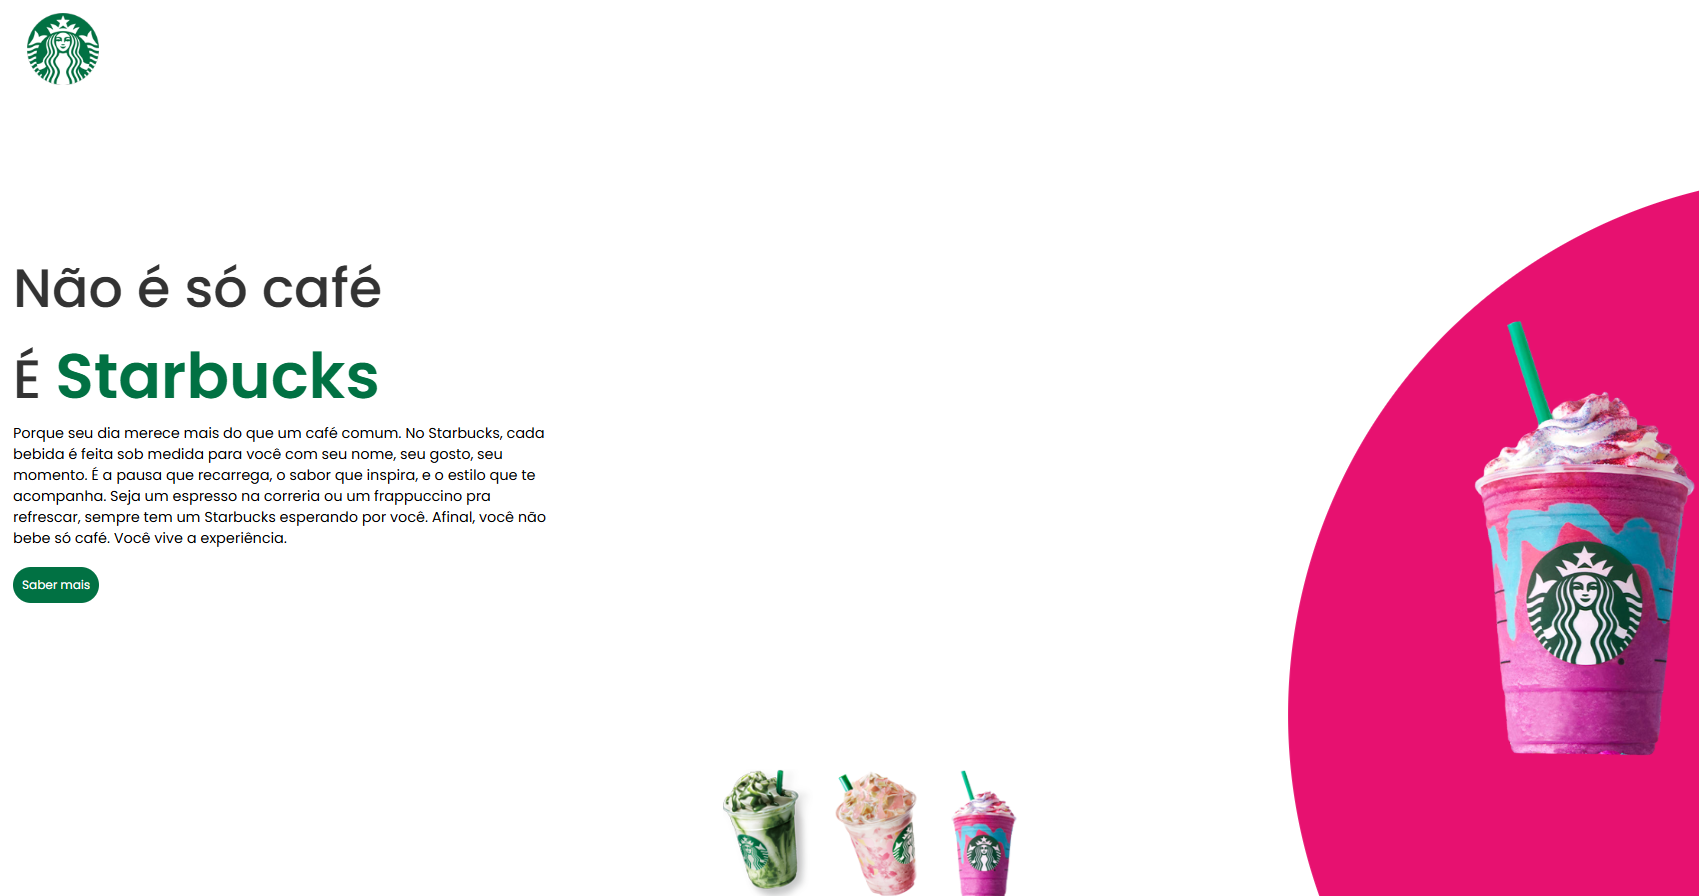 Não é só café
É Starbucks
Porque seu dia merece mais do que um café comum. No Starbucks, cada
bebida é feita sob medida para você com seu nome, seu gosto, seu
momento. É a pausa que recarrega, o sabor que inspira, e o estilo que te
acompanha. Seja um espresso na correria ou um frappuccino pra
refrescar, sempre tem um Starbucks esperando por você. Afinal, você não
bebe só café. Você vive a experiência.
Saber mais